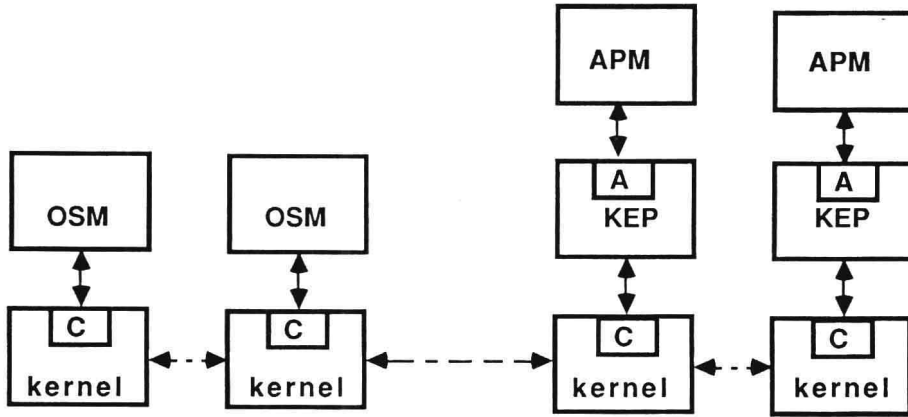 APM APM
A A
OSM OSM KEP KEP
C C C C
kernel kernel kernel kernel